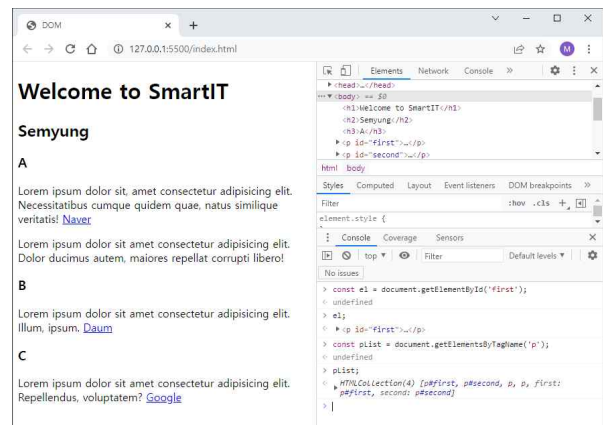 DOM
127.0.0.1:5500/index.html
M
Welcome to SmartIT
Semyung
A
Lorem ipsum dolor sit, amet consectetur adipisicing elit.
Necessitatibus cumque quidem quae, natus similique
veritatis! Naver
Lorem ipsum dolor sit amet consectetur adipisicing elit.
Dolor ducimus autem, maiores repellat corrupti libero!
B
Lorem ipsum dolor sit amet consectetur adipisicing elit.
Illum, ipsum. Daum
C
Lorem ipsum dolor sit amet consectetur adipisicing elit.
Repellendus, voluptatem? Google
Elements Network Console »
▶<head>…</head>
… ▼<body> == $0
<h1>Welcome to SmartIT</h1>
<h2>Semyung</h2>
<h3>A</h3>
▶<p id="first">…</p>
▶<p id="second">…</p>
html body
Styles Computed Layout Event listeners DOM breakpoints »
Filter :hov .cls +
element.style {
Console Coverage Sensors
top ▼ Filter Default levels ▼
No issues
> const el = document.getElementById('first');
< undefined
> el;
< ▶<p id="first">…</p>
> const pList = document.getElementsByTagName('p');
< undefined
> pList;
< ▶ HTMLCollection(4) [p#first, p#second, p, p, first:
p#first, second: p#second]
>